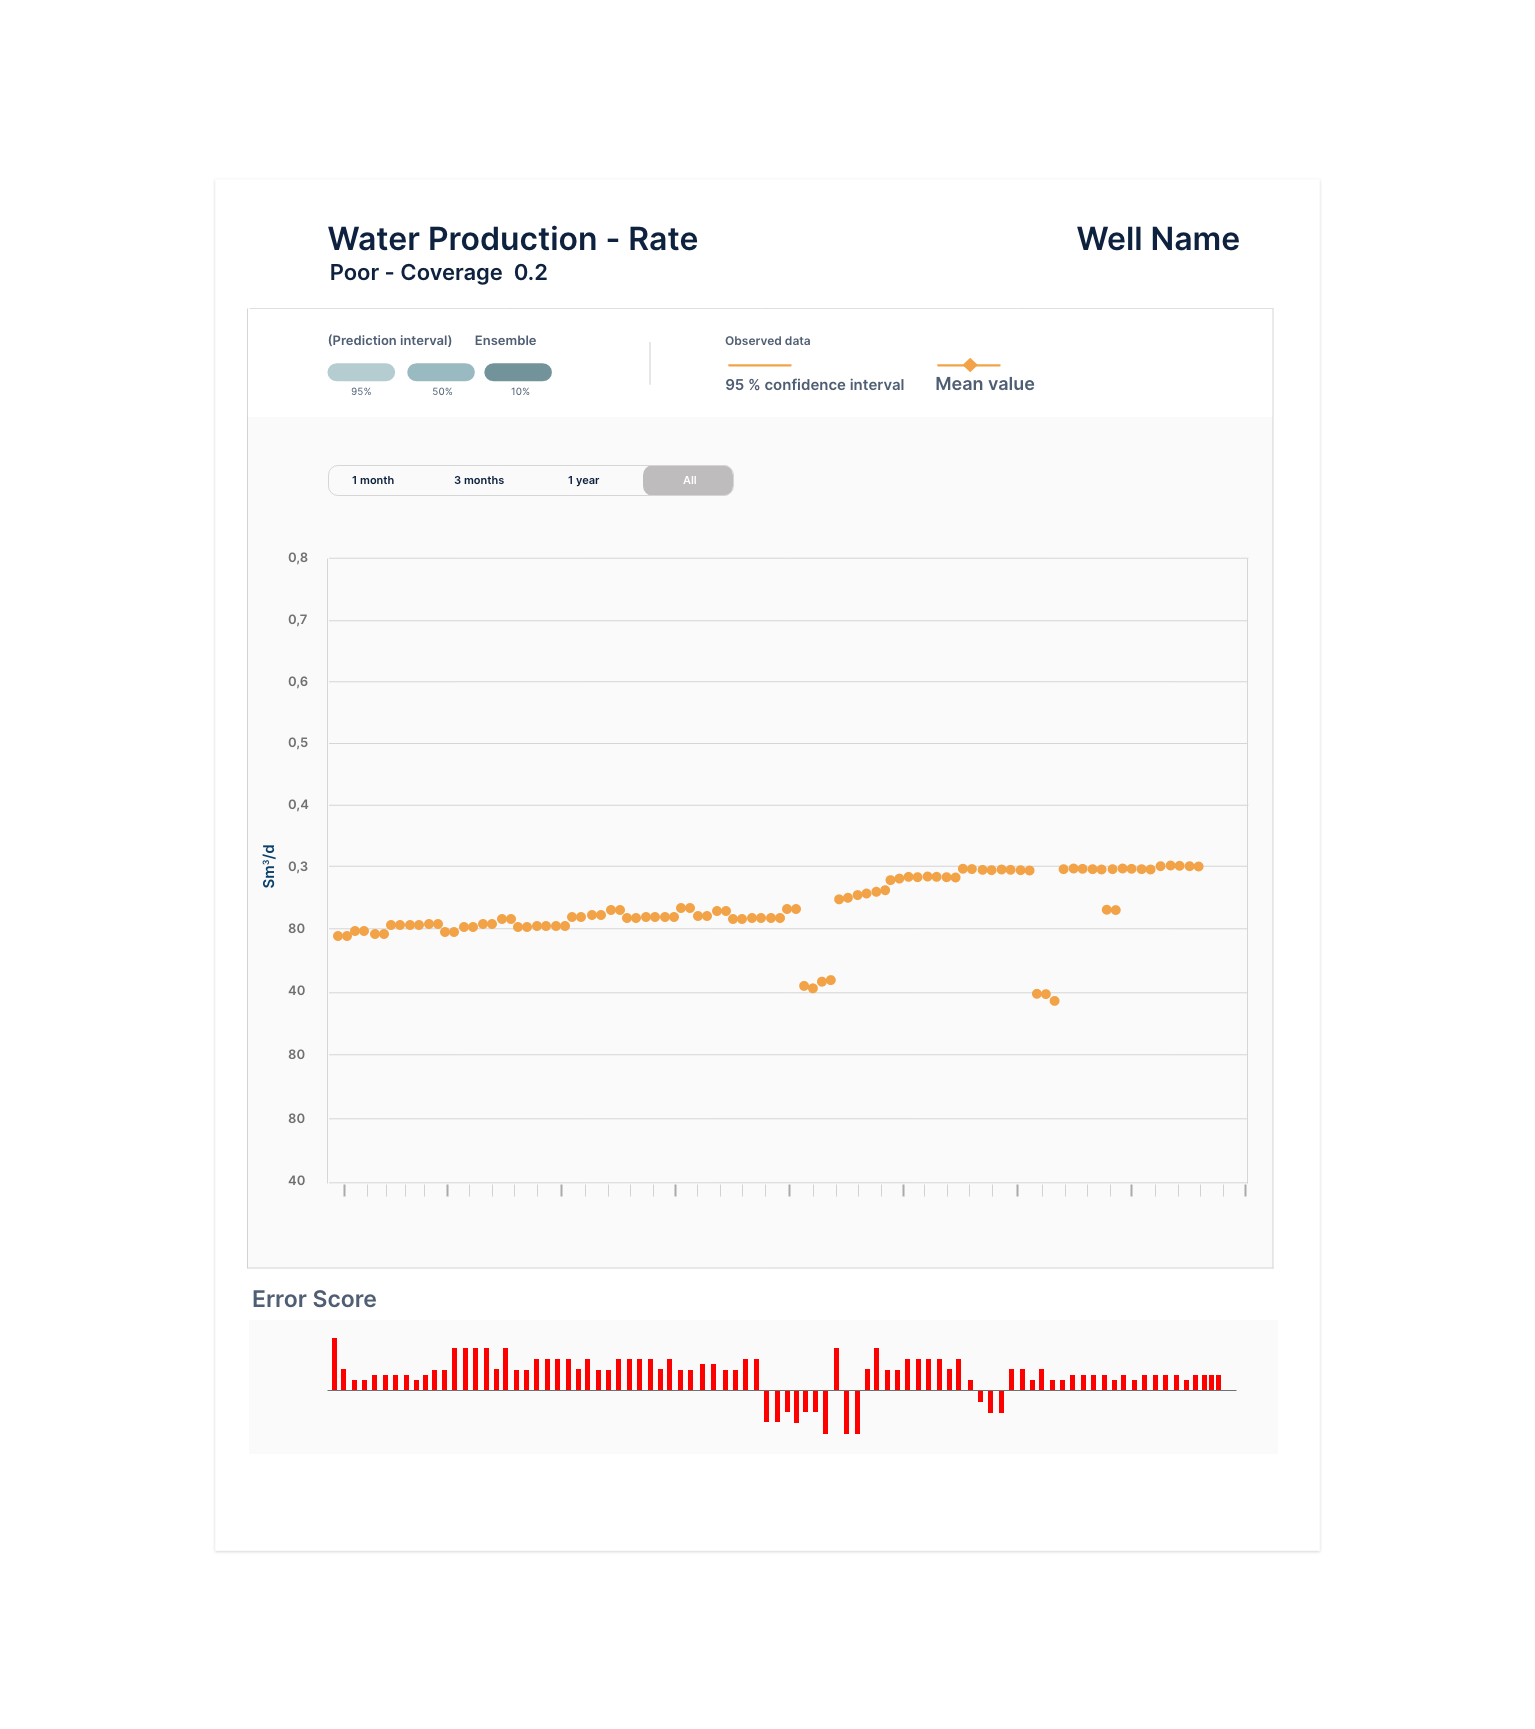 Water Production - Rate
Well Name
Poor - Coverage 0.2
(Prediction interval) Ensemble
Observed data
95% 50% 10%
95 % confidence interval
Mean value
1 month 3 months 1 year All
0,8
0,7
0,6
0,5
0,4
0,3
80
40
80
80
40
Sm³/d
Error Score